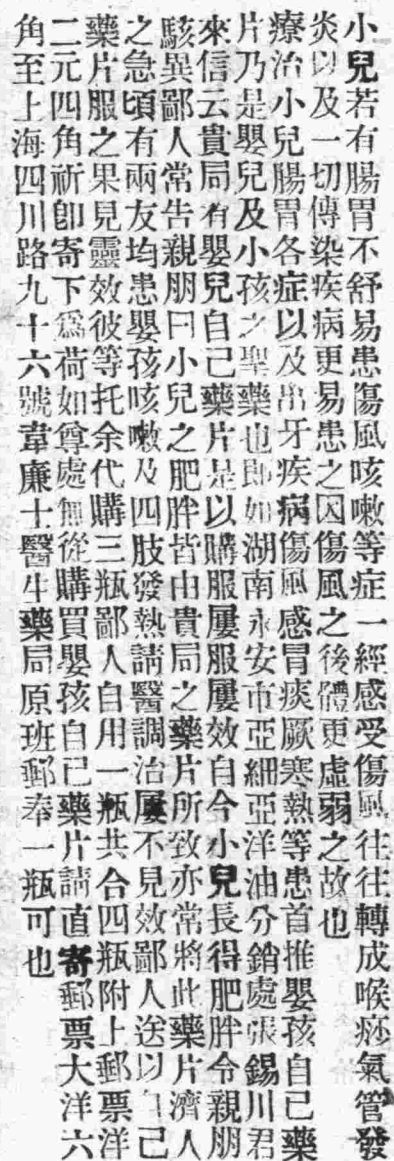 小兒若有腸胃不舒易患傷風咳嗽等症一經感受傷風往往轉成喉痧氣管發
炎以及一切傳染疾病更易患之因傷風之後體更虛弱之故也
療治小兒腸胃各症以及出牙疾病傷風感冒痰厥寒熱等患首推嬰孩自己藥
片乃是嬰兒及小孩之聖藥也即如湖南永安市亞細亞洋油分銷處張錫川君
來信云貴局有嬰兒自己藥片是以購服屢服屢效自今小兒長得肥胖令親朋
駭異鄙人常告親朋曰小兒之肥胖皆由貴局之藥片所致亦常將此藥片濟人
之急頃有兩友均患嬰孩咳嗽及四肢發熱請醫調治屢不見效鄙人送以自己
藥片服之果見靈效彼等托余代購三瓶鄙人自用一瓶共合四瓶附上郵票洋
二元四角祈卽寄下爲荷如尊處無從購買嬰孩自己藥片請直寄郵票大洋六
角至上海四川路九十六號韋廉士醫生藥局原班郵奉一瓶可也